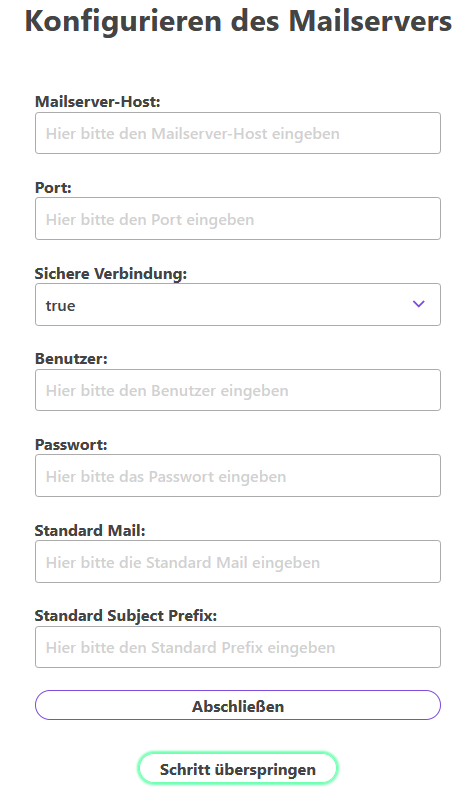 Konfigurieren des Mailservers
Mailserver-Host:
Hier bitte den Mailserver-Host eingeben
Port:
Hier bitte den Port eingeben
Sichere Verbindung:
true
Benutzer:
Hier bitte den Benutzer eingeben
Passwort:
Hier bitte das Passwort eingeben
Standard Mail:
Hier bitte die Standard Mail eingeben
Standard Subject Prefix:
Hier bitte den Standard Prefix eingeben
Abschließen
Schritt überspringen